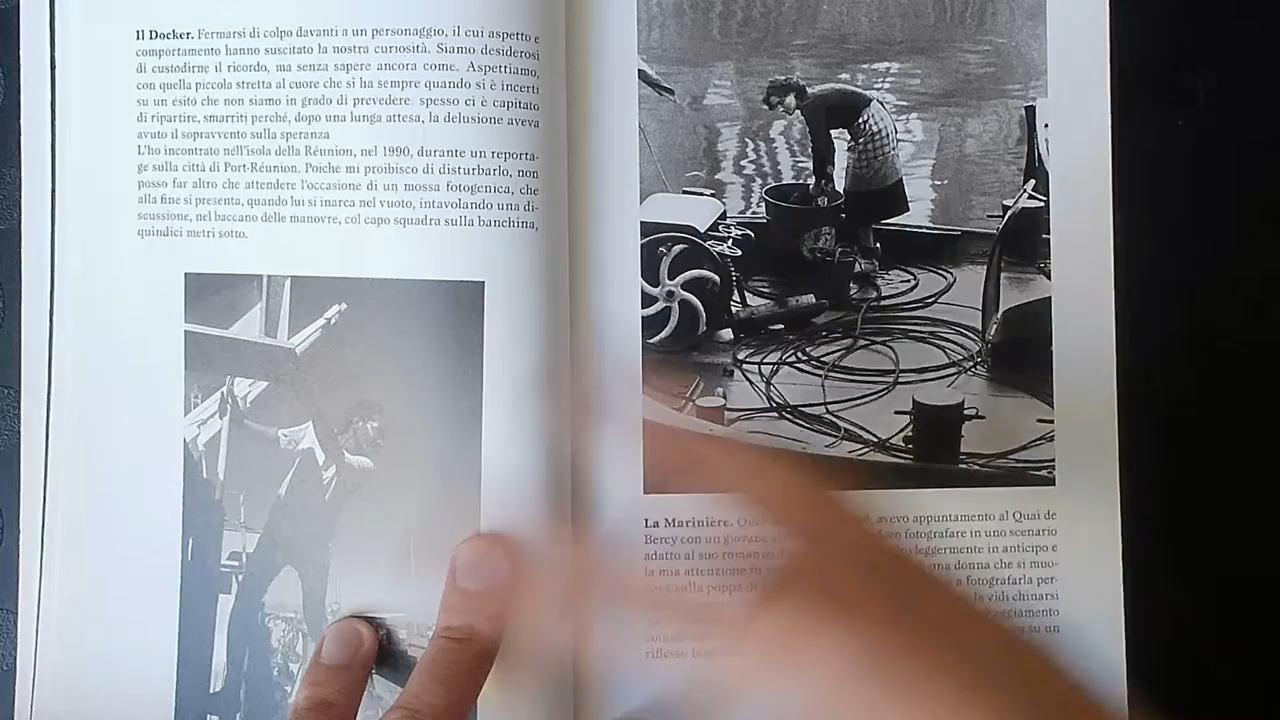 Il Docker. Fermarsi di colpo davanti a un personaggio, il cui aspetto e
comportamento hanno suscitato la nostra curiosità. Siamo desiderosi
di custodirne il ricordo, ma senza sapere ancora come. Aspettiamo,
con quella piccola stretta al cuore che si ha sempre quando si è incerti
su un esito che non siamo in grado di prevedere: spesso ci è capitato
di ripartire, smarriti perché, dopo una lunga attesa, la delusione aveva
avuto il sopravvento sulla speranza
L'ho incontrato nell'isola della Réunion, nel 1990, durante un reporta-
ge sulla città di Port-Réunion. Poiché mi proibisco di disturbarlo, non
posso far altro che attendere l'occasione di un mossa fotogenica, che
alla fine si presenta, quando lui si inarca nel vuoto, intavolando una di-
scussione, nel baccano delle manovre, col capo squadra sulla banchina,
quindici metri sotto.
La Marinière. avevo appuntamento al Quai de
Bercy con un giovane fotografare in uno scenario
adatto al suo romanzo leggermente in anticipo e
la mia attenzione fu una donna che si muo-
sulla poppa di a fotografarla per-
la vidi chinarsi
su un
riflesso